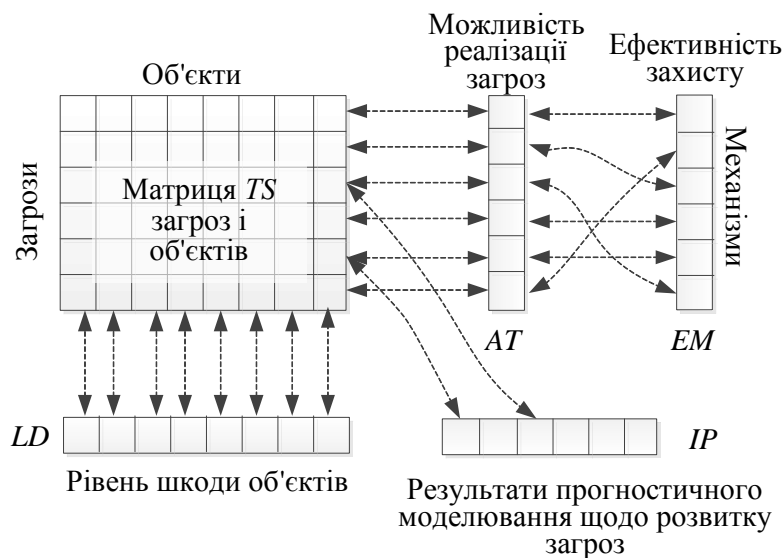 Об'єкти
Можливість
реалізації
загроз
Ефективність
захисту
Загрози
Матриця TS
загроз і
об'єктів
Механізми
AT
EM
LD
IP
Рівень шкоди об'єктів
Результати прогностичного
моделювання щодо розвитку
загроз